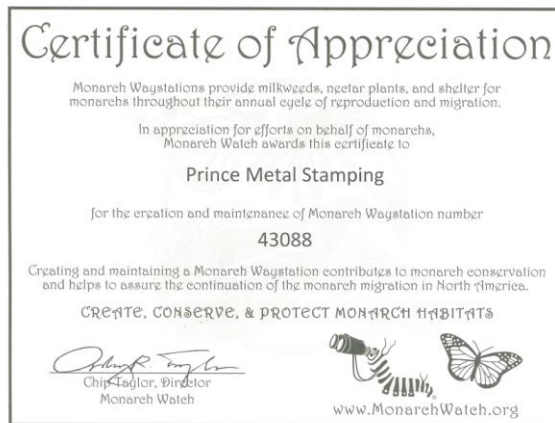 Certificate of Appreciation
Monarch Waystations provide milkweeds, nectar plants, and shelter for
monarchs throughout their annual cycle of reproduction and migration.
In appreciation for efforts on behalf of monarchs,
Monarch Watch awards this certificate to
Prince Metal Stamping
for the creation and maintenance of Monarch Waystation number
43088
Creating and maintaining a Monarch Waystation contributes to monarch conservation
and helps to assure the continuation of the monarch migration in North America.
CREATE, CONSERVE, & PROTECT MONARCH HABITATS
Chip Taylor, Director
Monarch Watch
www.MonarchWatch.org